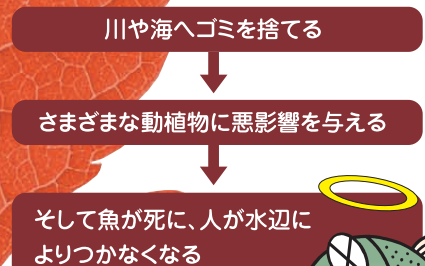 川や海へゴミを捨てる
さまざまな動植物に悪影響を与える
そして魚が死に、人が水辺に
よりつかなくなる